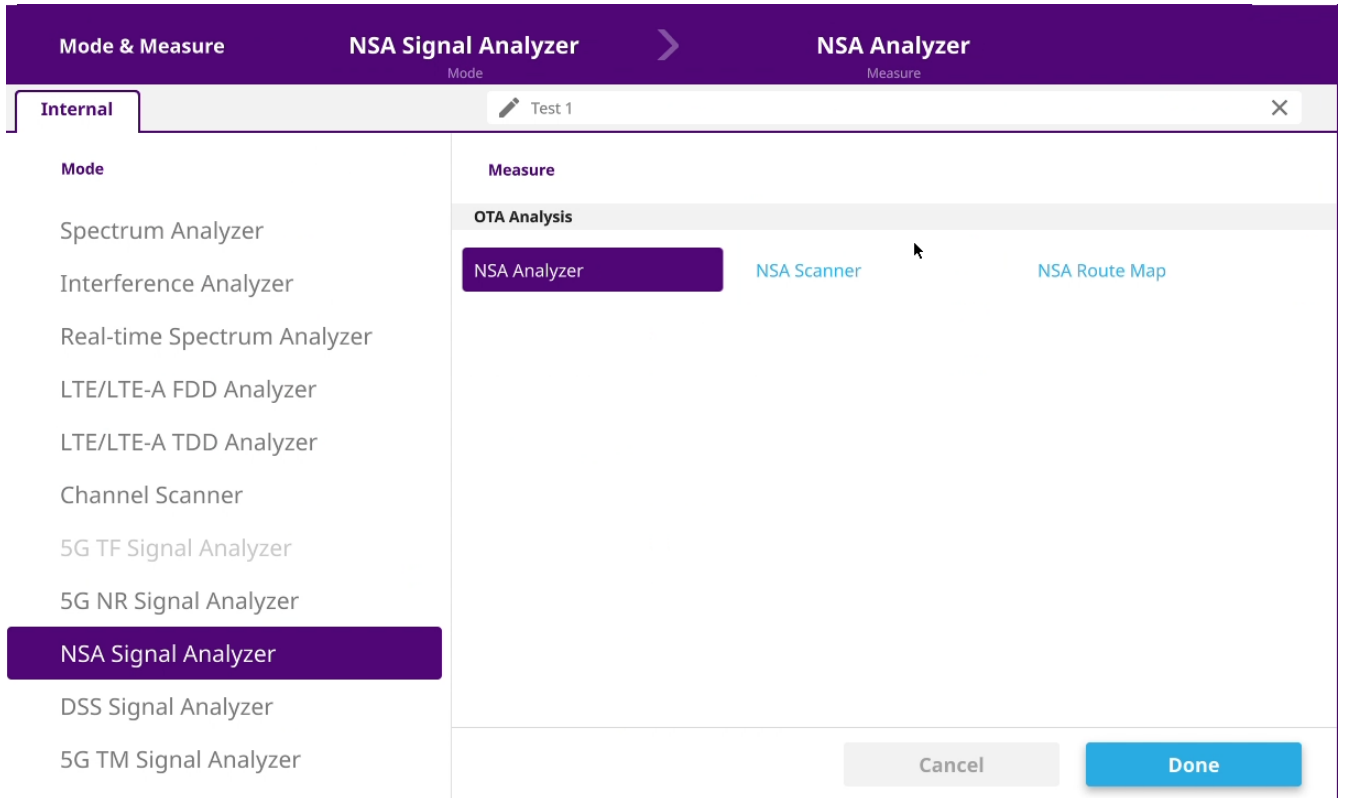 Mode & Measure
NSA Signal Analyzer
Mode
NSA Analyzer
Measure
Internal
Test 1
Mode
Spectrum Analyzer
Interference Analyzer
Real-time Spectrum Analyzer
LTE/LTE-A FDD Analyzer
LTE/LTE-A TDD Analyzer
Channel Scanner
5G TF Signal Analyzer
5G NR Signal Analyzer
NSA Signal Analyzer
DSS Signal Analyzer
5G TM Signal Analyzer
Measure
OTA Analysis
NSA Analyzer
NSA Scanner
NSA Route Map
Cancel
Done